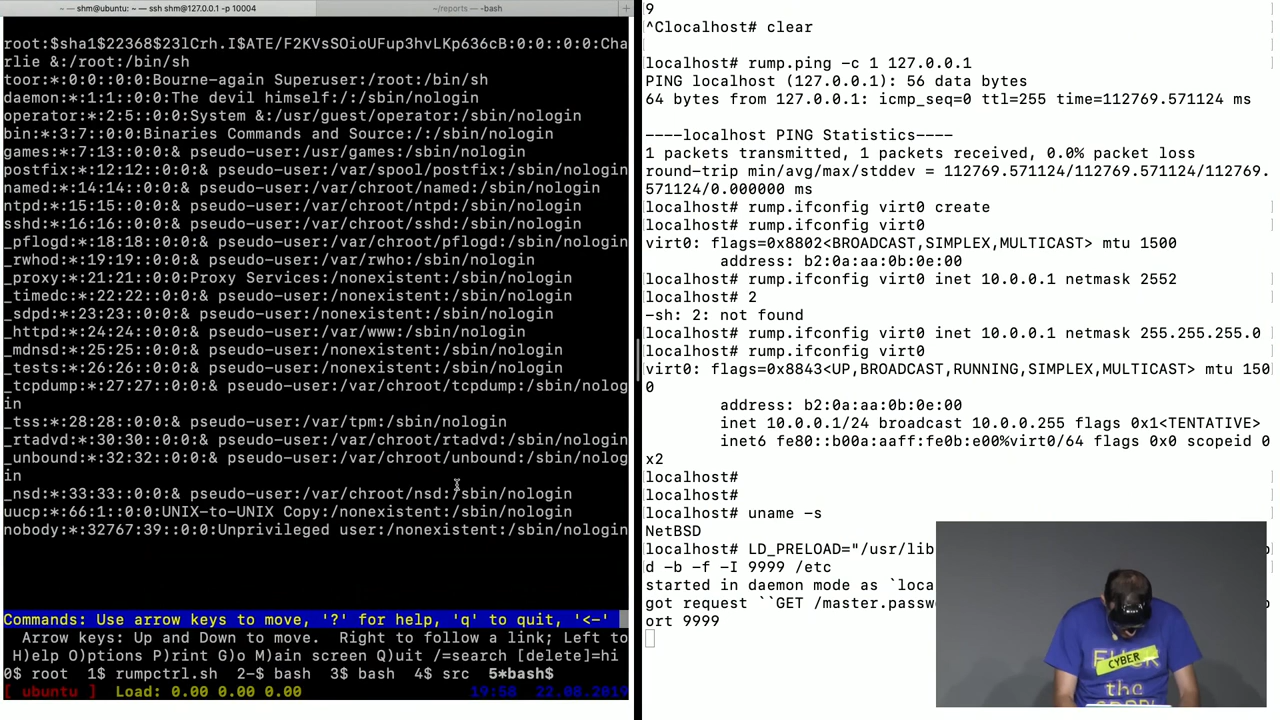 ~ — shm@ubuntu: ~ — ssh shm@127.0.0.1 -p 10004
~/reports — -bash
root:$sha1$22368$23lCrh.I$ATE/F2KVsSOioUFup3hvLKp636cB:0:0::0:0:Cha
rlie &:/root:/bin/sh
toor:*:0:0::0:0:Bourne-again Superuser:/root:/bin/sh
daemon:*:1:1::0:0:The devil himself:/:/sbin/nologin
operator:*:2:5::0:0:System &:/usr/guest/operator:/sbin/nologin
bin:*:3:7::0:0:Binaries Commands and Source:/:/sbin/nologin
games:*:7:13::0:0:& pseudo-user:/usr/games:/sbin/nologin
postfix:*:12:12::0:0:& pseudo-user:/var/spool/postfix:/sbin/nologin
named:*:14:14::0:0:& pseudo-user:/var/chroot/named:/sbin/nologin
ntpd:*:15:15::0:0:& pseudo-user:/var/chroot/ntpd:/sbin/nologin
sshd:*:16:16::0:0:& pseudo-user:/var/chroot/sshd:/sbin/nologin
_pflogd:*:18:18::0:0:& pseudo-user:/var/chroot/pflogd:/sbin/nologin
_rwhod:*:19:19::0:0:& pseudo-user:/var/rwho:/sbin/nologin
_proxy:*:21:21::0:0:Proxy Services:/nonexistent:/sbin/nologin
_timedc:*:22:22::0:0:& pseudo-user:/nonexistent:/sbin/nologin
_sdpd:*:23:23::0:0:& pseudo-user:/nonexistent:/sbin/nologin
_httpd:*:24:24::0:0:& pseudo-user:/var/www:/sbin/nologin
_mdnsd:*:25:25::0:0:& pseudo-user:/nonexistent:/sbin/nologin
_tests:*:26:26::0:0:& pseudo-user:/nonexistent:/sbin/nologin
_tcpdump:*:27:27::0:0:& pseudo-user:/var/chroot/tcpdump:/sbin/nolog
in
_tss:*:28:28::0:0:& pseudo-user:/var/tpm:/sbin/nologin
_rtadvd:*:30:30::0:0:& pseudo-user:/var/chroot/rtadvd:/sbin/nologin
_unbound:*:32:32::0:0:& pseudo-user:/var/chroot/unbound:/sbin/nolog
in
_nsd:*:33:33::0:0:& pseudo-user:/var/chroot/nsd:/sbin/nologin
uucp:*:66:1::0:0:UNIX-to-UNIX Copy:/nonexistent:/sbin/nologin
nobody:*:32767:39::0:0:Unprivileged user:/nonexistent:/sbin/nologin
Commands: Use arrow keys to move, '?' for help, 'q' to quit, '<-'
Arrow keys: Up and Down to move.  Right to follow a link; Left to
H)elp O)ptions P)rint G)o M)ain screen Q)uit /=search [delete]=hi
0$ root  1$ rumpctrl.sh  2-$ bash  3$ bash  4$ src  5*bash$
[ ubuntu ]  Load: 0.00 0.00 0.00 19:58  22.08.2019
9
^Clocalhost# clear
localhost# rump.ping -c 1 127.0.0.1
PING localhost (127.0.0.1): 56 data bytes
64 bytes from 127.0.0.1: icmp_seq=0 ttl=255 time=112769.571124 ms
----localhost PING Statistics----
1 packets transmitted, 1 packets received, 0.0% packet loss
round-trip min/avg/max/stddev = 112769.571124/112769.571124/112769.
571124/0.000000 ms
localhost# rump.ifconfig virt0 create
localhost# rump.ifconfig virt0
virt0: flags=0x8802<BROADCAST,SIMPLEX,MULTICAST> mtu 1500
address: b2:0a:aa:0b:0e:00
localhost# rump.ifconfig virt0 inet 10.0.0.1 netmask 2552
localhost# 2
-sh: 2: not found
localhost# rump.ifconfig virt0 inet 10.0.0.1 netmask 255.255.255.0
localhost# rump.ifconfig virt0
virt0: flags=0x8843<UP,BROADCAST,RUNNING,SIMPLEX,MULTICAST> mtu 150
0
address: b2:0a:aa:0b:0e:00
inet 10.0.0.1/24 broadcast 10.0.0.255 flags 0x1<TENTATIVE>
inet6 fe80::b00a:aaff:fe0b:e00%virt0/64 flags 0x0 scopeid 0
x2
localhost#
localhost#
localhost# uname -s
NetBSD
localhost# LD_PRELOAD="/usr/lib
d -b -f -I 9999 /etc
started in daemon mode as `loca
got request ``GET /master.passw
ort 9999
CYBER
the